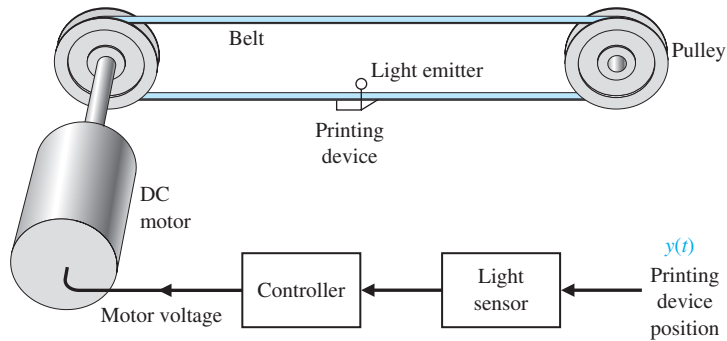 Belt
Pulley
Light emitter
Printing
device
DC
motor
y(t)
Controller
Light
sensor
Printing
device
position
Motor voltage